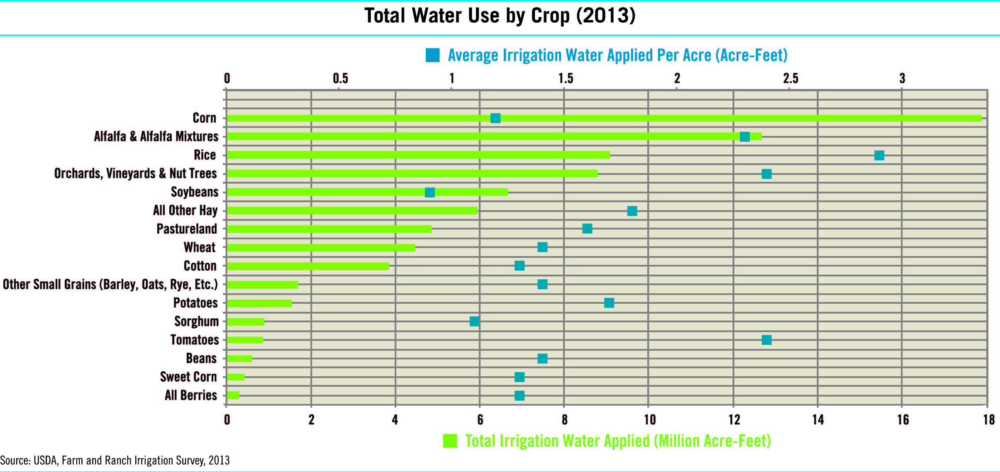 Total Water Use by Crop (2013)
Average Irrigation Water Applied Per Acre (Acre-Feet)
0 0.5 1 1.5 2 2.5 3
Corn
Alfalfa & Alfalfa Mixtures
Rice
Orchards, Vineyards & Nut Trees
Soybeans
All Other Hay
Pastureland
Wheat
Cotton
Other Small Grains (Barley, Oats, Rye, Etc.)
Potatoes
Sorghum
Tomatoes
Beans
Sweet Corn
All Berries
0 2 4 6 8 10 12 14 16 18
Total Irrigation Water Applied (Million Acre-Feet)
Source: USDA, Farm and Ranch Irrigation Survey, 2013